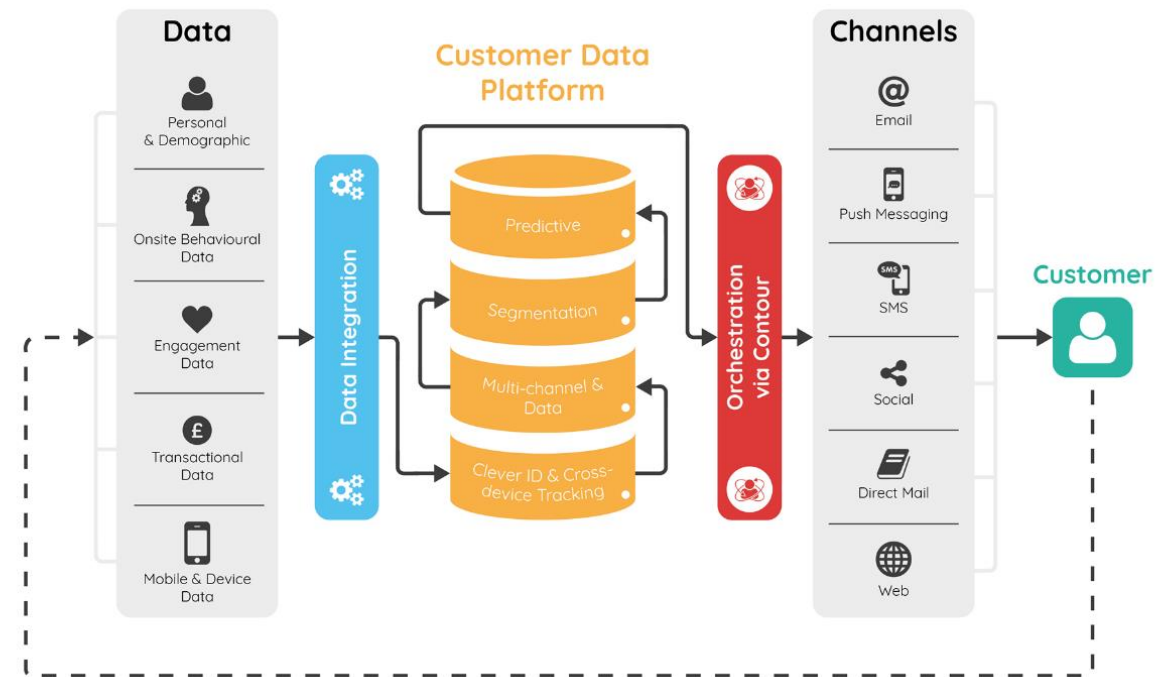 Data
Personal
& Demographic
Onsite Behavioural
Data
Engagement
Data
£
Transactional
Data
Mobile & Device
Data
Data Integration
Customer Data
Platform
Predictive
Segmentation
Multi-channel &
Data
Clever ID & Cross-
device Tracking
Orchestration
via Contour
Channels
@
Email
Push Messaging
SMS
SMS
Social
Direct Mail
Web
Customer